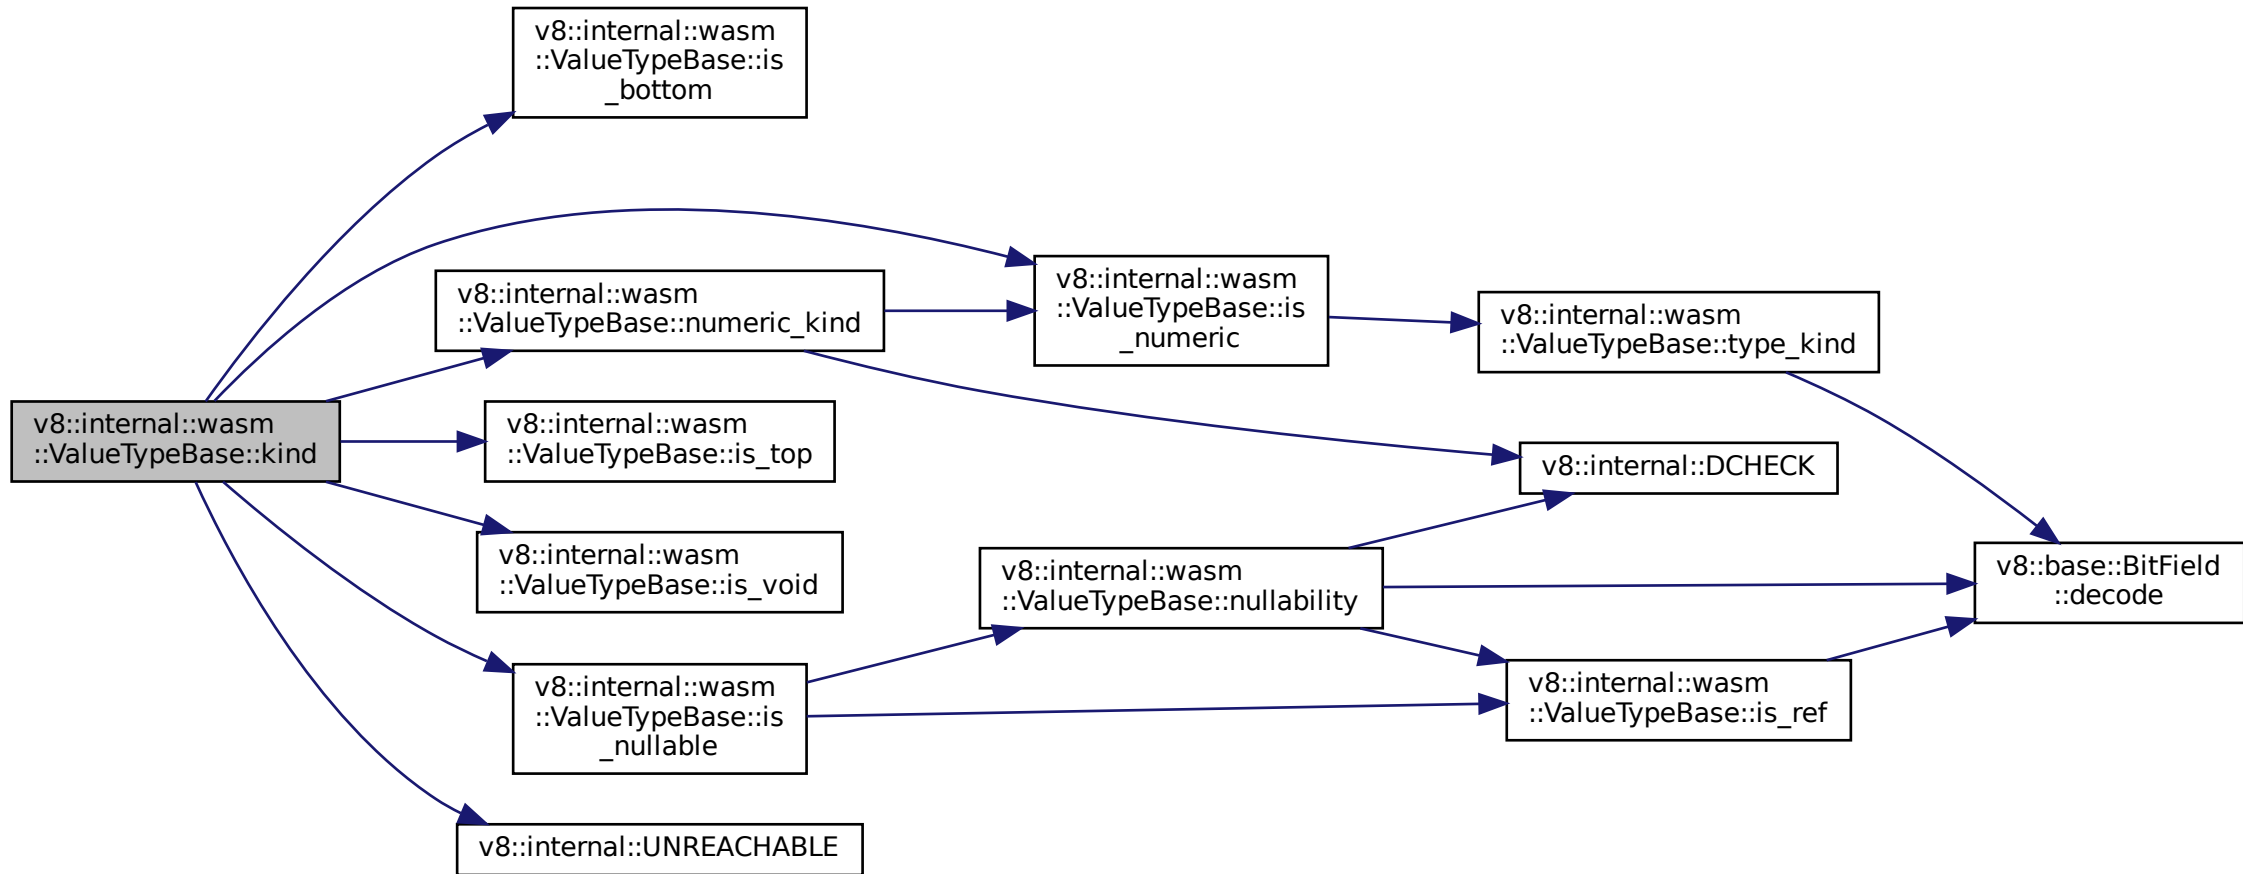 v8::internal::wasm
::ValueTypeBase::is
_bottom
v8::internal::wasm
::ValueTypeBase::is
_numeric
v8::internal::wasm
::ValueTypeBase::numeric_kind
v8::internal::wasm
::ValueTypeBase::type_kind
v8::internal::wasm
::ValueTypeBase::kind
v8::internal::wasm
::ValueTypeBase::is_top
v8::internal::DCHECK
v8::internal::wasm
::ValueTypeBase::is_void
v8::internal::wasm
::ValueTypeBase::nullability
v8::base::BitField
::decode
v8::internal::wasm
::ValueTypeBase::is
_nullable
v8::internal::wasm
::ValueTypeBase::is_ref
v8::internal::UNREACHABLE